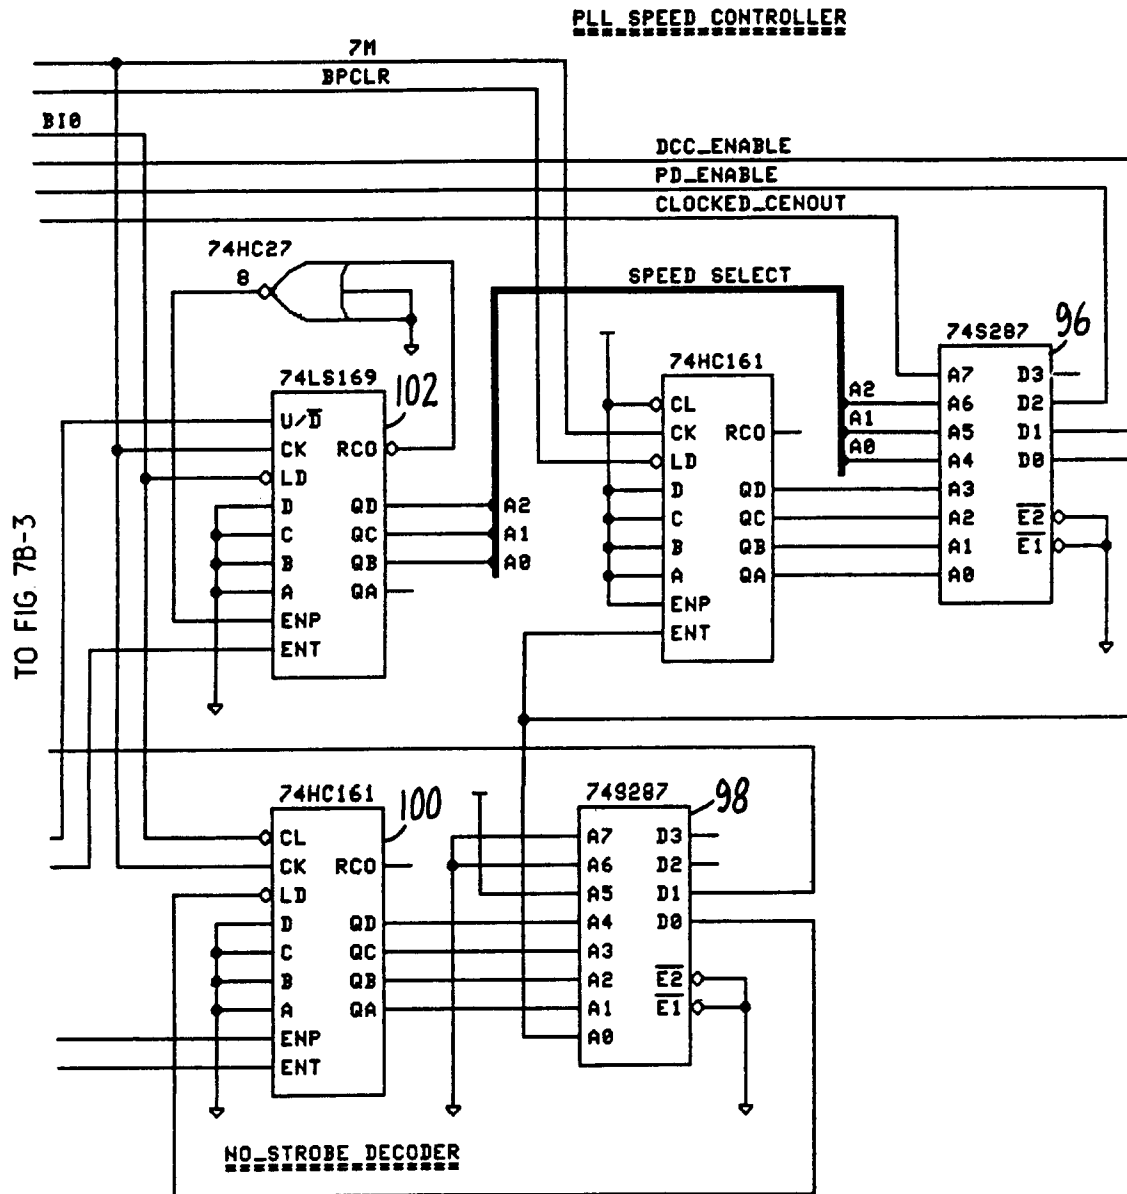 PLL SPEED CONTROLLER
7M
BPCLR
BI0
DCC_ENABLE
PD_ENABLE
CLOCKED_CENOUT
74HC27
8
SPEED SELECT
74LS169
102
U/D̅
CK RCO
LD
D QD A2
C QC A1
B QB A0
A QA
ENP
ENT
74HC161
CL
CK RCO
LD
D QD
C QC
B QB
A QA
ENP
ENT
A2
A1
A0
74S287
96
A7 D3
A6 D2
A5 D1
A4 D0
A3
A2 E̅2̅
A1 E̅1̅
A0
TO FIG. 7B-3
74HC161
100
CL
CK RCO
LD
D QD
C QC
B QB
A QA
ENP
ENT
74S287
98
A7 D3
A6 D2
A5 D1
A4 D0
A3
A2 E̅2̅
A1 E̅1̅
A0
NO_STROBE DECODER